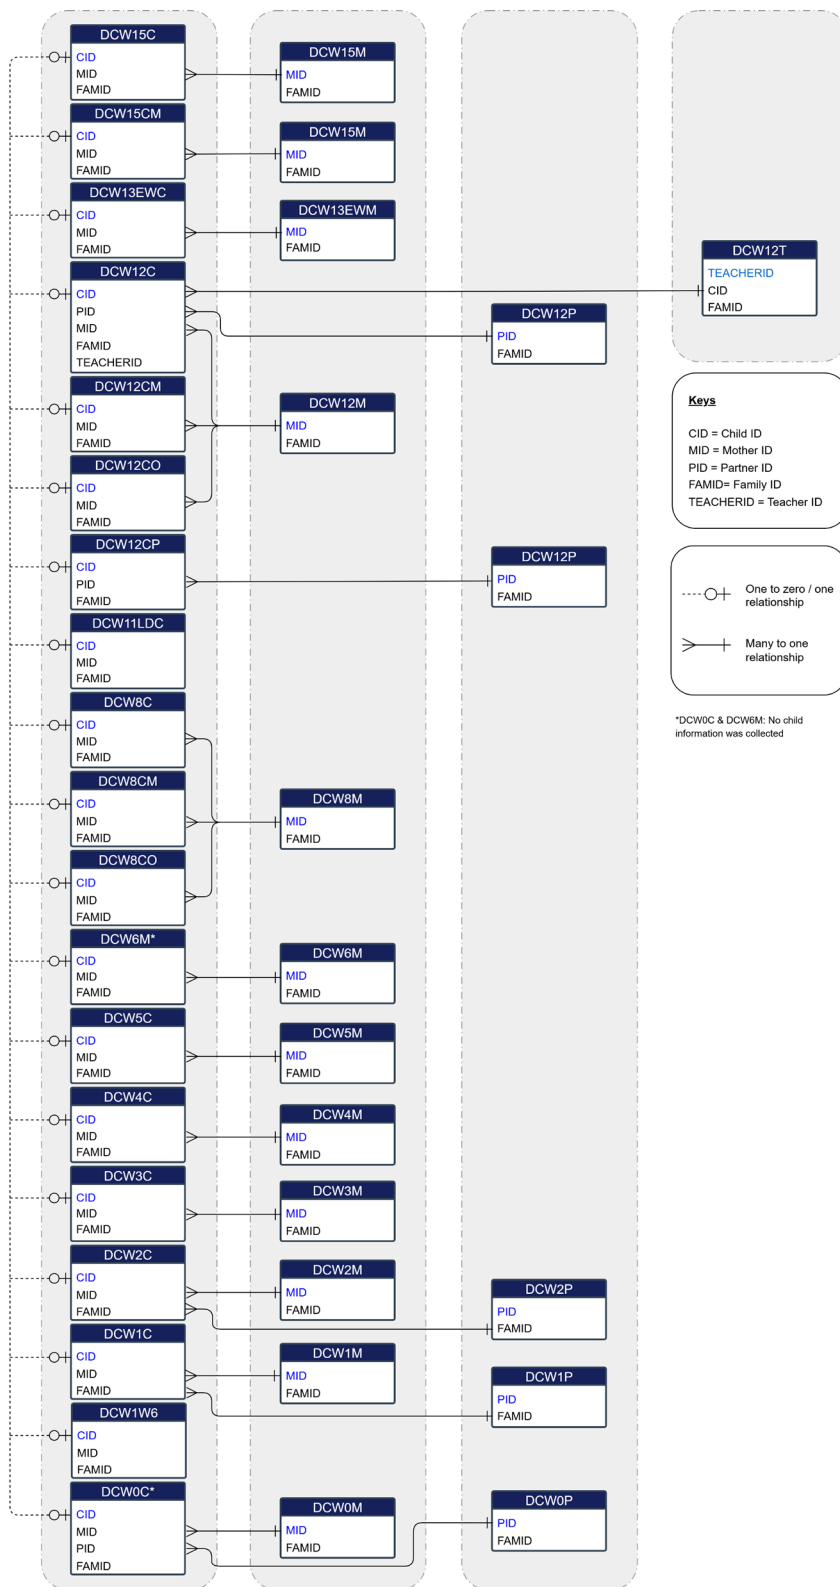 DCW15C
CID
MID
FAMID
DCW15M
MID
FAMID
DCW15CM
CID
MID
FAMID
DCW15M
MID
FAMID
DCW13EWC
CID
MID
FAMID
DCW13EWM
MID
FAMID
DCW12C
CID
PID
MID
FAMID
TEACHERID
DCW12T
TEACHERID
CID
FAMID
DCW12P
PID
FAMID
DCW12CM
CID
MID
FAMID
DCW12M
MID
FAMID
DCW12CO
CID
MID
FAMID
Keys
CID = Child ID
MID = Mother ID
PID = Partner ID
FAMID= Family ID
TEACHERID = Teacher ID
DCW12CP
CID
PID
FAMID
DCW12P
PID
FAMID
One to zero / one
relationship
Many to one
relationship
*DCW0C & DCW6M: No child
information was collected
DCW11LDC
CID
MID
FAMID
DCW8C
CID
MID
FAMID
DCW8CM
CID
MID
FAMID
DCW8M
MID
FAMID
DCW8CO
CID
MID
FAMID
DCW6M*
CID
MID
FAMID
DCW6M
MID
FAMID
DCW5C
CID
MID
FAMID
DCW5M
MID
FAMID
DCW4C
CID
MID
FAMID
DCW4M
MID
FAMID
DCW3C
CID
MID
FAMID
DCW3M
MID
FAMID
DCW2C
CID
MID
FAMID
DCW2M
MID
FAMID
DCW2P
PID
FAMID
DCW1C
CID
MID
FAMID
DCW1M
MID
FAMID
DCW1P
PID
FAMID
DCW1W6
CID
MID
FAMID
DCW0C*
CID
MID
PID
FAMID
DCW0M
MID
FAMID
DCW0P
PID
FAMID